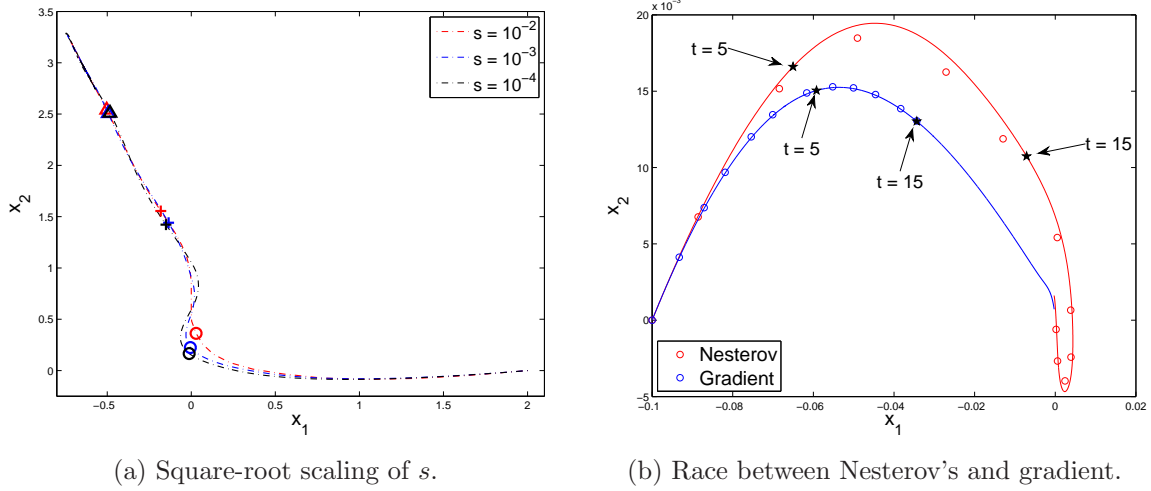 3.5
3
2.5
2
1.5
1
0.5
0
−0.5
0
0.5
1
1.5
2
x₁
x₂
s = 10⁻²
s = 10⁻³
s = 10⁻⁴
(a) Square-root scaling of s.
x 10⁻³
20
15
10
5
0
−5
−0.1
−0.08
−0.06
−0.04
−0.02
0
0.02
x₁
x₂
t = 5
t = 5
t = 15
t = 15
Nesterov
Gradient
(b) Race between Nesterov's and gradient.